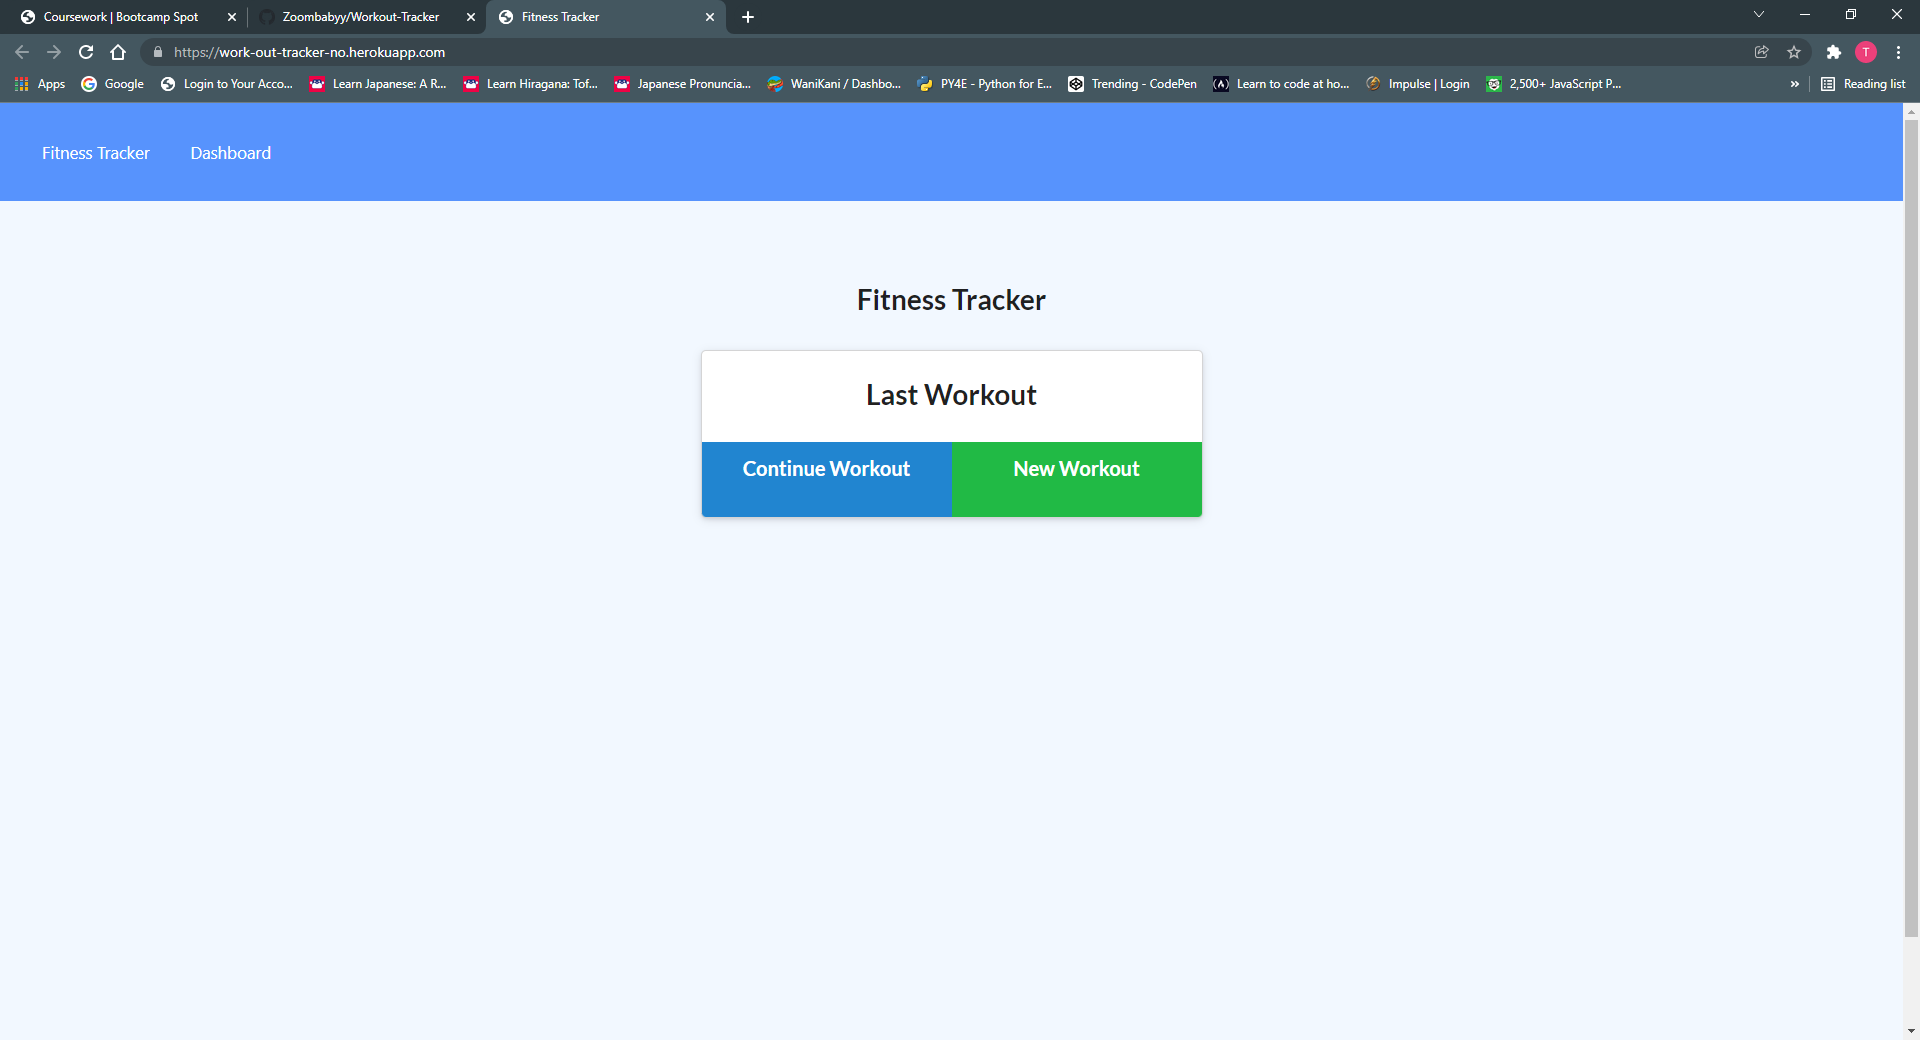 Coursework | Bootcamp Spot
Zoombabyy/Workout-Tracker
Fitness Tracker
https://work-out-tracker-no.herokuapp.com
T
Apps
Google
Login to Your Acco...
Learn Japanese: A R...
Learn Hiragana: Tof...
Japanese Pronuncia...
WaniKani / Dashbo...
PY4E - Python for E...
Trending - CodePen
Learn to code at ho...
Impulse | Login
2,500+ JavaScript P...
»
Reading list
Fitness Tracker
Dashboard
Fitness Tracker
Last Workout
Continue Workout
New Workout